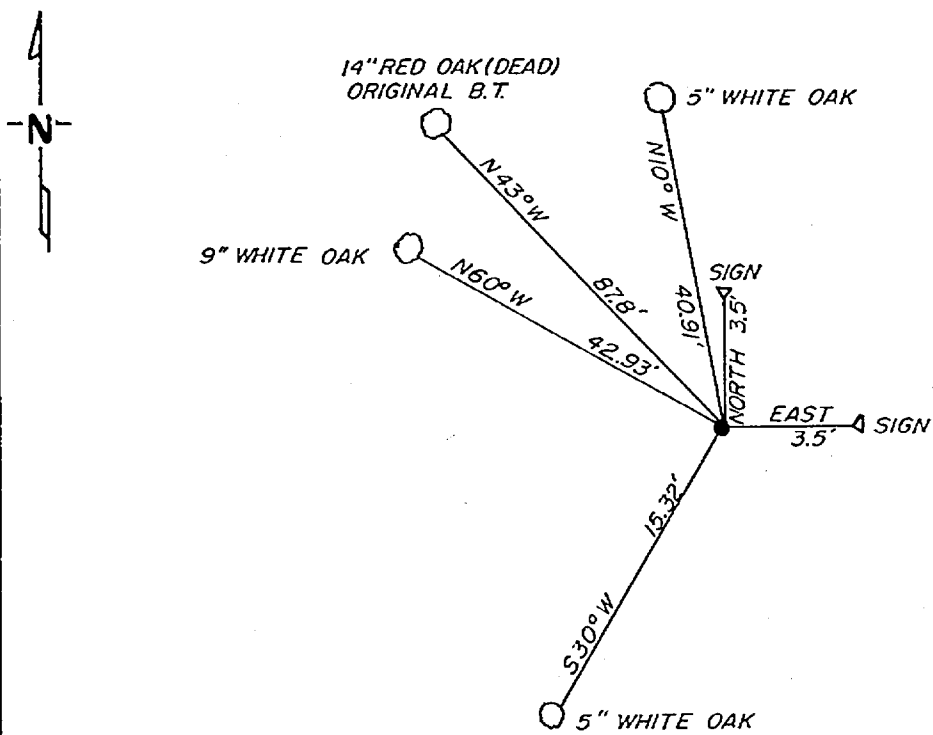 14" RED OAK (DEAD)
ORIGINAL B.T.
5" WHITE OAK
N
N43°W
N10°W
9" WHITE OAK
N60°W
SIGN
87.8'
40.91'
NORTH 3.5'
42.93'
EAST
3.5'
SIGN
15.32'
S30°W
5" WHITE OAK